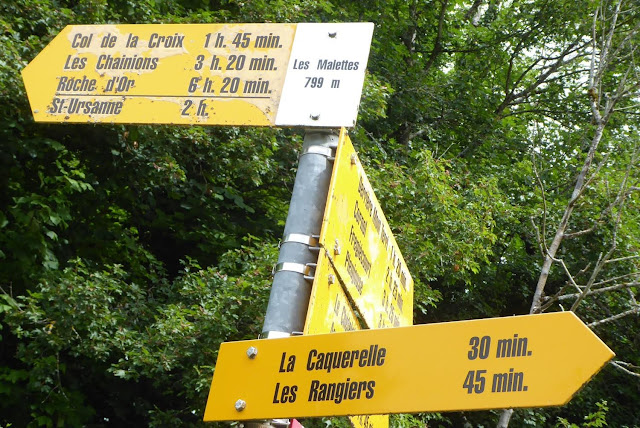 Col de la Croix 1 h. 45 min.
Les Chainions 3 h. 20 min.
Roche d'Or 6 h. 20 min.
St-Ursanne 2 h.
Les Malettes
799 m
La Caquerelle 30 min.
Les Rangiers 45 min.